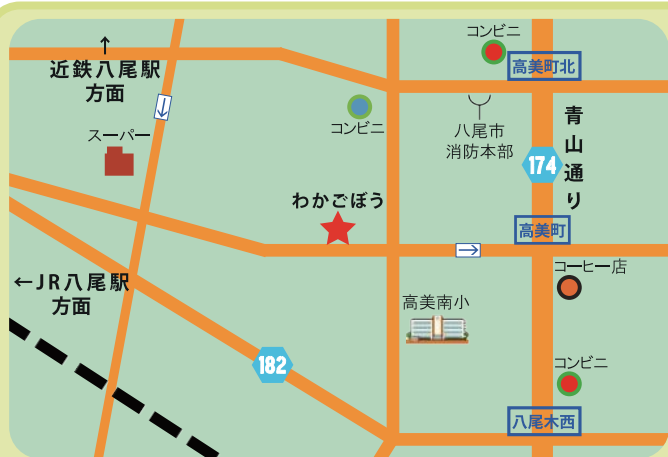 コンビニ
高美町北
↑
近鉄八尾駅
方面
↓
スーパー
コンビニ
八尾市
消防本部
青山通り
174
わかごぼう
高美町
→
コーヒー店
←JR八尾駅
方面
高美南小
182
コンビニ
八尾木西